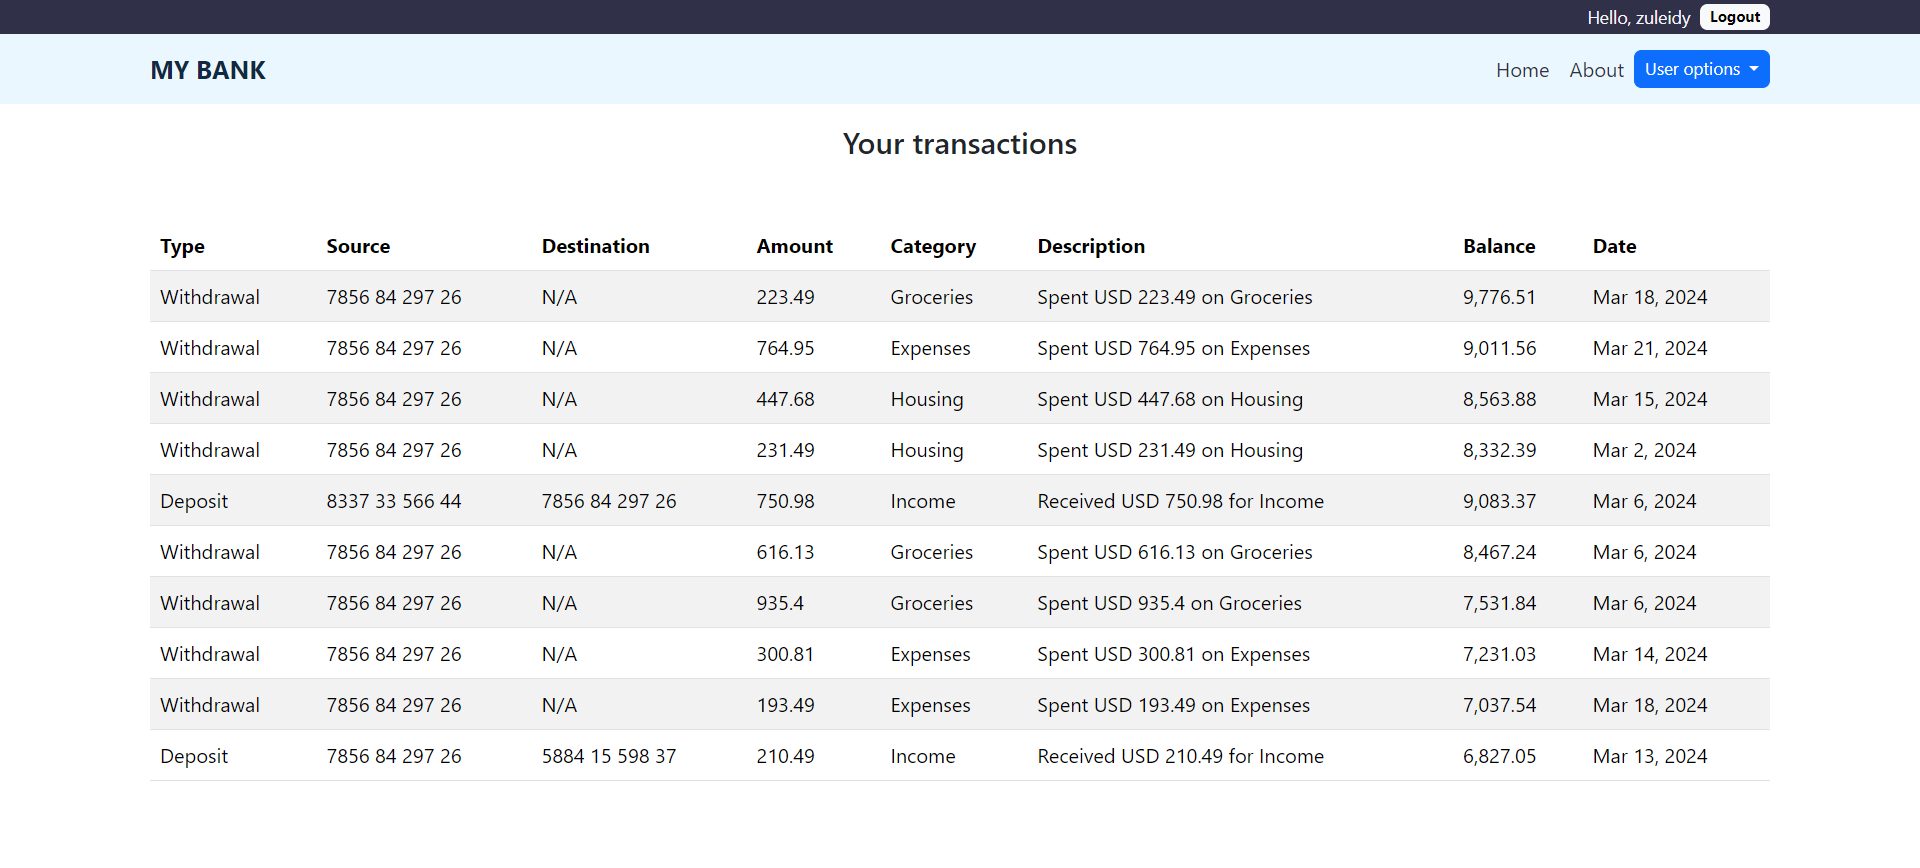 Hello, zuleidy Logout
MY BANK Home About User options
Your transactions
Type Source Destination Amount Category Description Balance Date
Withdrawal 7856 84 297 26 N/A 223.49 Groceries Spent USD 223.49 on Groceries 9,776.51 Mar 18, 2024
Withdrawal 7856 84 297 26 N/A 764.95 Expenses Spent USD 764.95 on Expenses 9,011.56 Mar 21, 2024
Withdrawal 7856 84 297 26 N/A 447.68 Housing Spent USD 447.68 on Housing 8,563.88 Mar 15, 2024
Withdrawal 7856 84 297 26 N/A 231.49 Housing Spent USD 231.49 on Housing 8,332.39 Mar 2, 2024
Deposit 8337 33 566 44 7856 84 297 26 750.98 Income Received USD 750.98 for Income 9,083.37 Mar 6, 2024
Withdrawal 7856 84 297 26 N/A 616.13 Groceries Spent USD 616.13 on Groceries 8,467.24 Mar 6, 2024
Withdrawal 7856 84 297 26 N/A 935.4 Groceries Spent USD 935.4 on Groceries 7,531.84 Mar 6, 2024
Withdrawal 7856 84 297 26 N/A 300.81 Expenses Spent USD 300.81 on Expenses 7,231.03 Mar 14, 2024
Withdrawal 7856 84 297 26 N/A 193.49 Expenses Spent USD 193.49 on Expenses 7,037.54 Mar 18, 2024
Deposit 7856 84 297 26 5884 15 598 37 210.49 Income Received USD 210.49 for Income 6,827.05 Mar 13, 2024